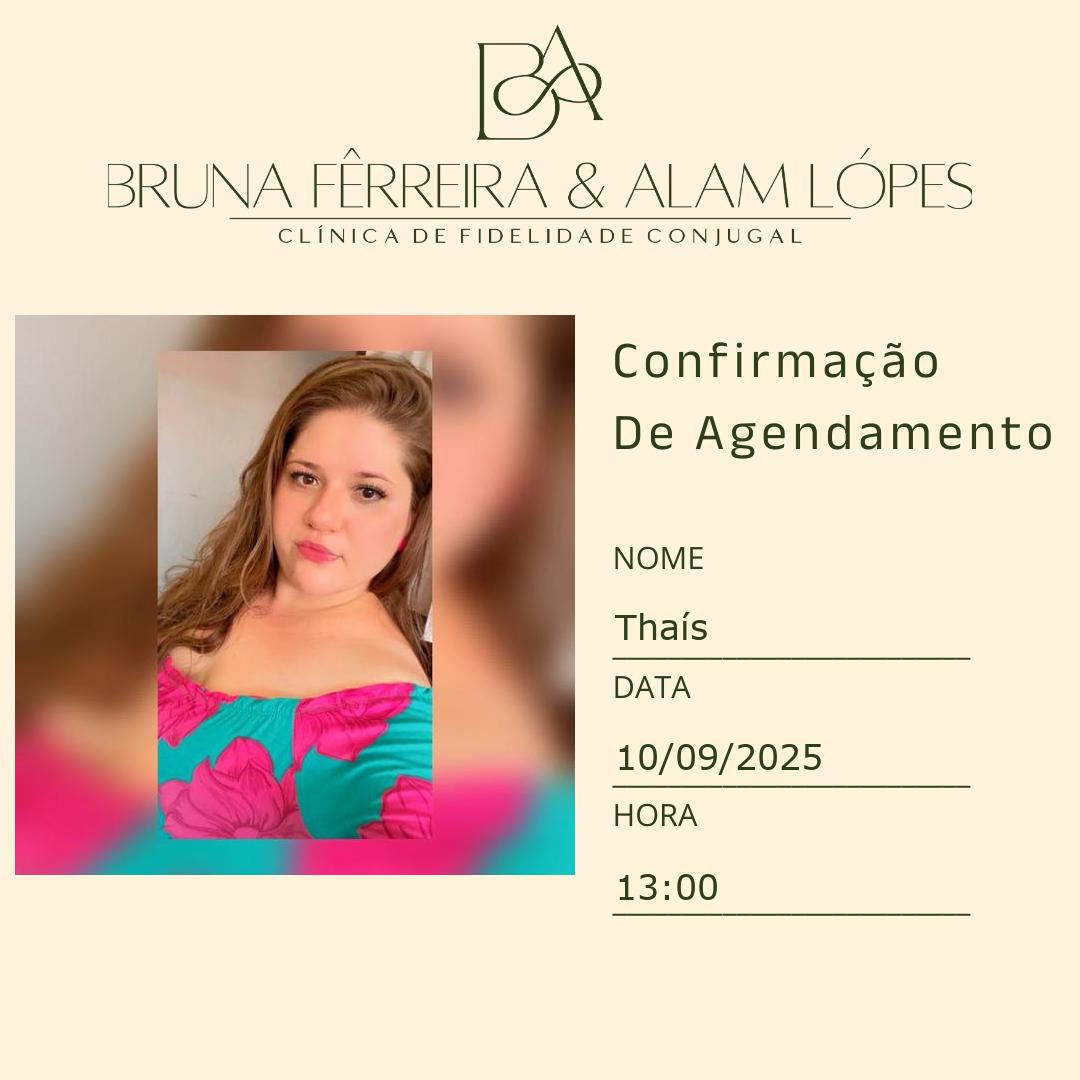 BA
BRUNA FÊRREIRA & ALAM LÓPES
CLÍNICA DE FIDELIDADE CONJUGAL
Confirmação
De Agendamento
NOME
Thaís
DATA
10/09/2025
HORA
13:00